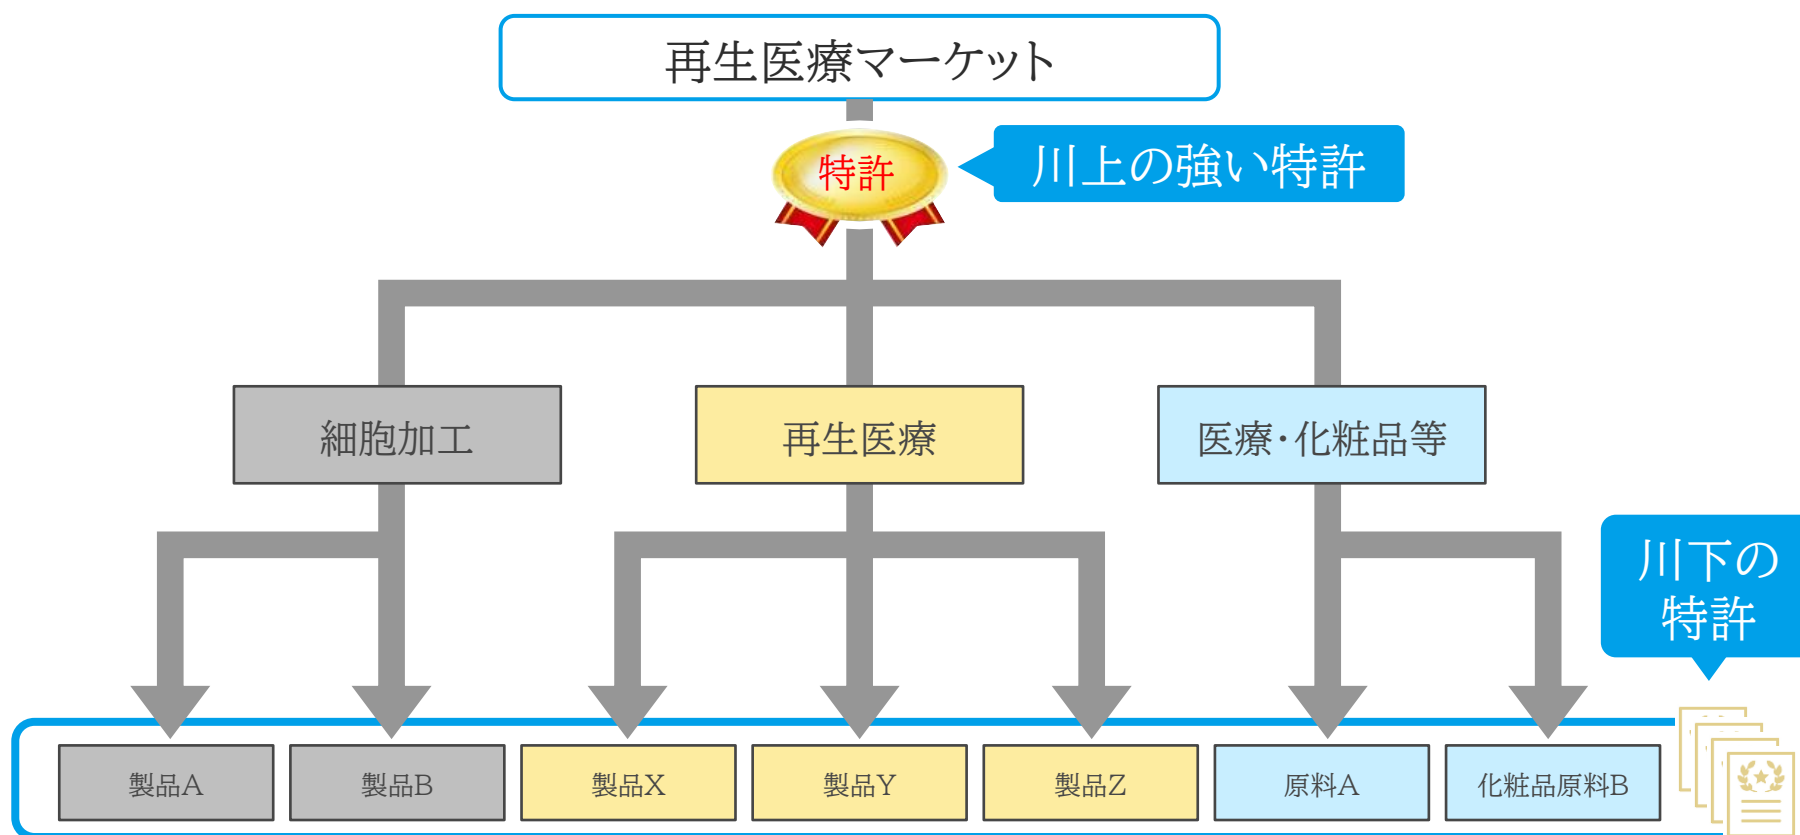 再生医療マーケット
特許
川上の強い特許
細胞加工
再生医療
医療・化粧品等
川下の
特許
製品A
製品B
製品X
製品Y
製品Z
原料A
化粧品原料B